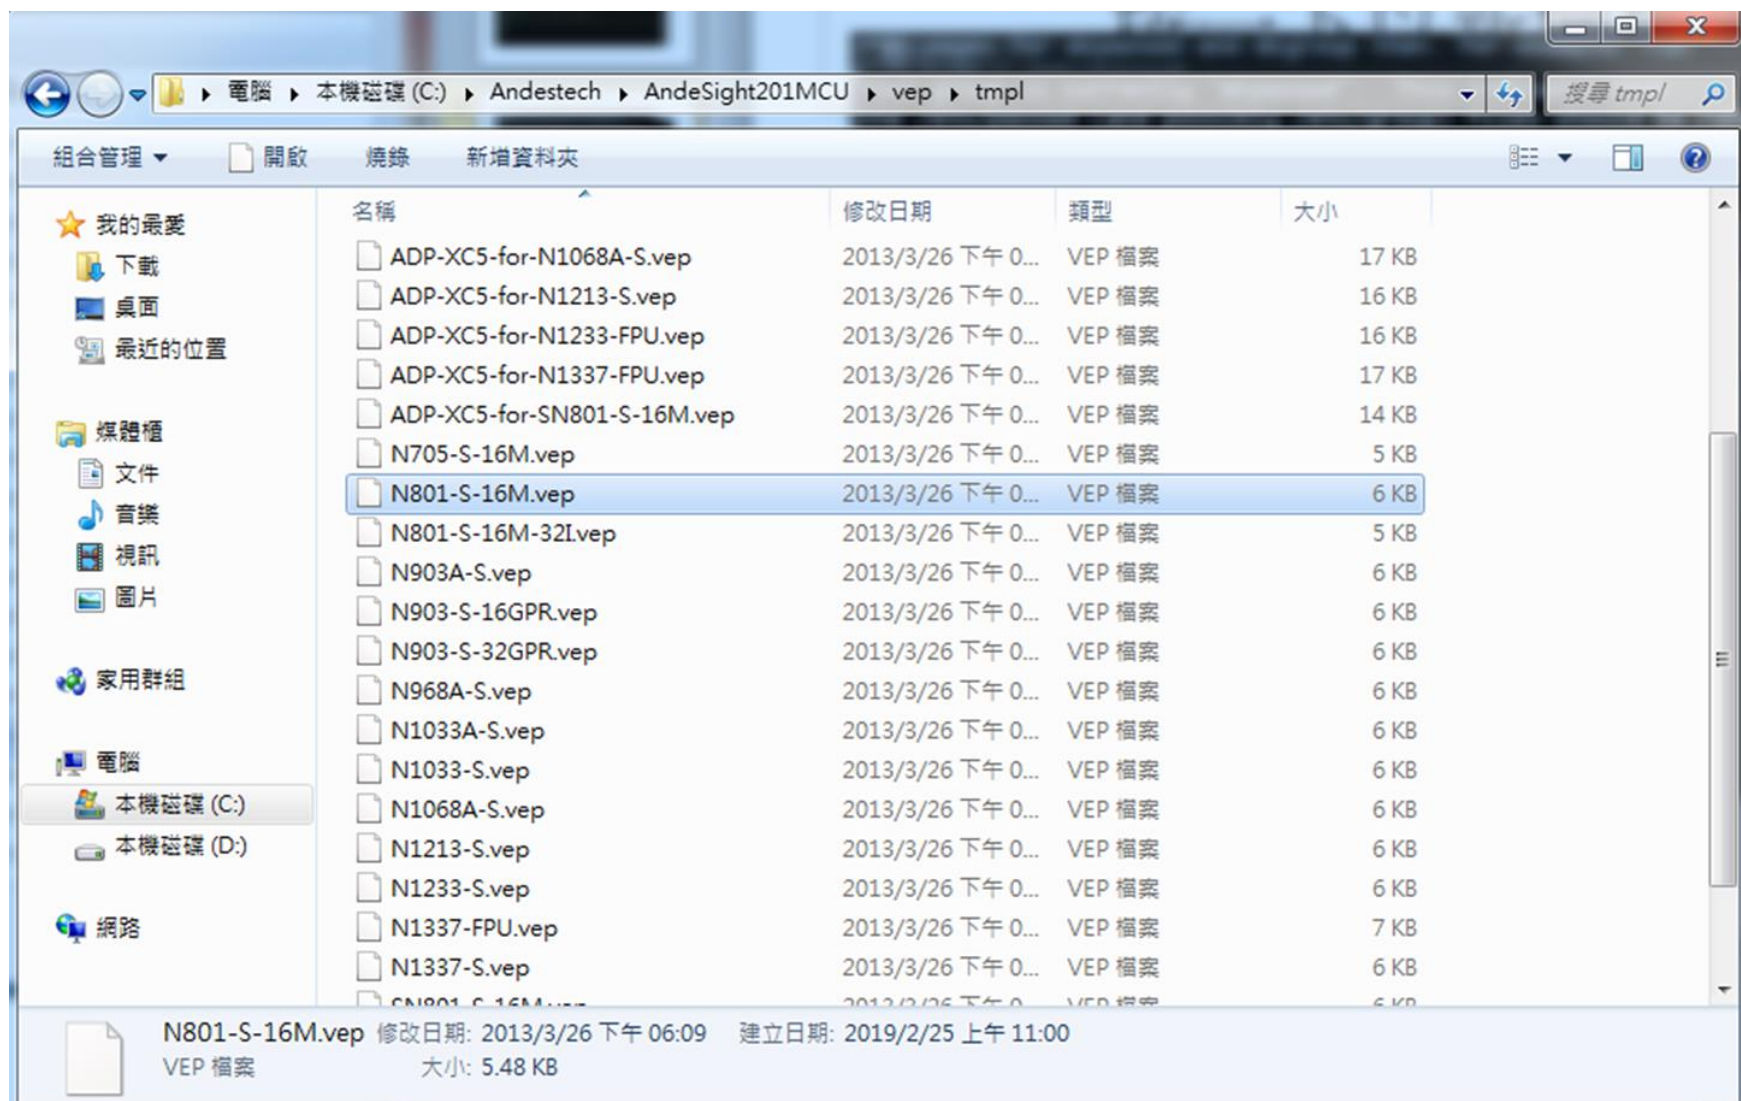 電腦 本機磁碟 (C:) Andestech AndeSight201MCU vep tmpl 搜尋 tmpl
組合管理 開啟 燒錄 新增資料夾
我的最愛
下載
桌面
最近的位置
媒體櫃
文件
音樂
視訊
圖片
家用群組
電腦
本機磁碟 (C:)
本機磁碟 (D:)
網路
名稱 修改日期 類型 大小
ADP-XC5-for-N1068A-S.vep 2013/3/26 下午 0... VEP 檔案 17 KB
ADP-XC5-for-N1213-S.vep 2013/3/26 下午 0... VEP 檔案 16 KB
ADP-XC5-for-N1233-FPU.vep 2013/3/26 下午 0... VEP 檔案 16 KB
ADP-XC5-for-N1337-FPU.vep 2013/3/26 下午 0... VEP 檔案 17 KB
ADP-XC5-for-SN801-S-16M.vep 2013/3/26 下午 0... VEP 檔案 14 KB
N705-S-16M.vep 2013/3/26 下午 0... VEP 檔案 5 KB
N801-S-16M.vep 2013/3/26 下午 0... VEP 檔案 6 KB
N801-S-16M-32I.vep 2013/3/26 下午 0... VEP 檔案 5 KB
N903A-S.vep 2013/3/26 下午 0... VEP 檔案 6 KB
N903-S-16GPR.vep 2013/3/26 下午 0... VEP 檔案 6 KB
N903-S-32GPR.vep 2013/3/26 下午 0... VEP 檔案 6 KB
N968A-S.vep 2013/3/26 下午 0... VEP 檔案 6 KB
N1033A-S.vep 2013/3/26 下午 0... VEP 檔案 6 KB
N1033-S.vep 2013/3/26 下午 0... VEP 檔案 6 KB
N1068A-S.vep 2013/3/26 下午 0... VEP 檔案 6 KB
N1213-S.vep 2013/3/26 下午 0... VEP 檔案 6 KB
N1233-S.vep 2013/3/26 下午 0... VEP 檔案 6 KB
N1337-FPU.vep 2013/3/26 下午 0... VEP 檔案 7 KB
N1337-S.vep 2013/3/26 下午 0... VEP 檔案 6 KB
SN801-S-16M.vep 2013/3/26 下午 0... VEP 檔案 6 KB
N801-S-16M.vep 修改日期: 2013/3/26 下午 06:09 建立日期: 2019/2/25 上午 11:00
VEP 檔案 大小: 5.48 KB